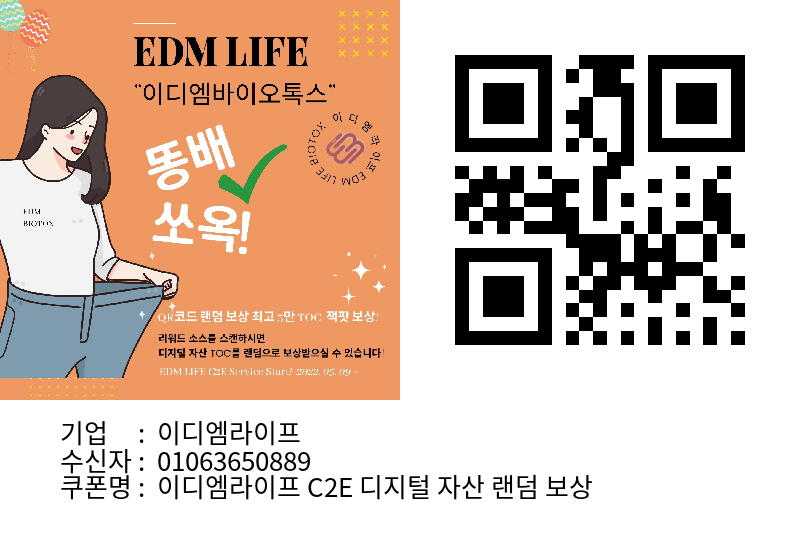 EDM LIFE
"이디엠바이오톡스"
이디엠라이프 EDM LIFE BIOTOX
똥배
쏘옥!
EDM
BIOTOX
QR코드 랜덤 보상 최고 5만 TOC 잭팟 보상!
리워드 소스를 스캔하시면
디지털 자산 TOC를 랜덤으로 보상받으실 수 있습니다!
EDM LIFE C2E Service Start! 2022. 05. 09 ~
기업 : 이디엠라이프
수신자 : 01063650889
쿠폰명 : 이디엠라이프 C2E 디지털 자산 랜덤 보상